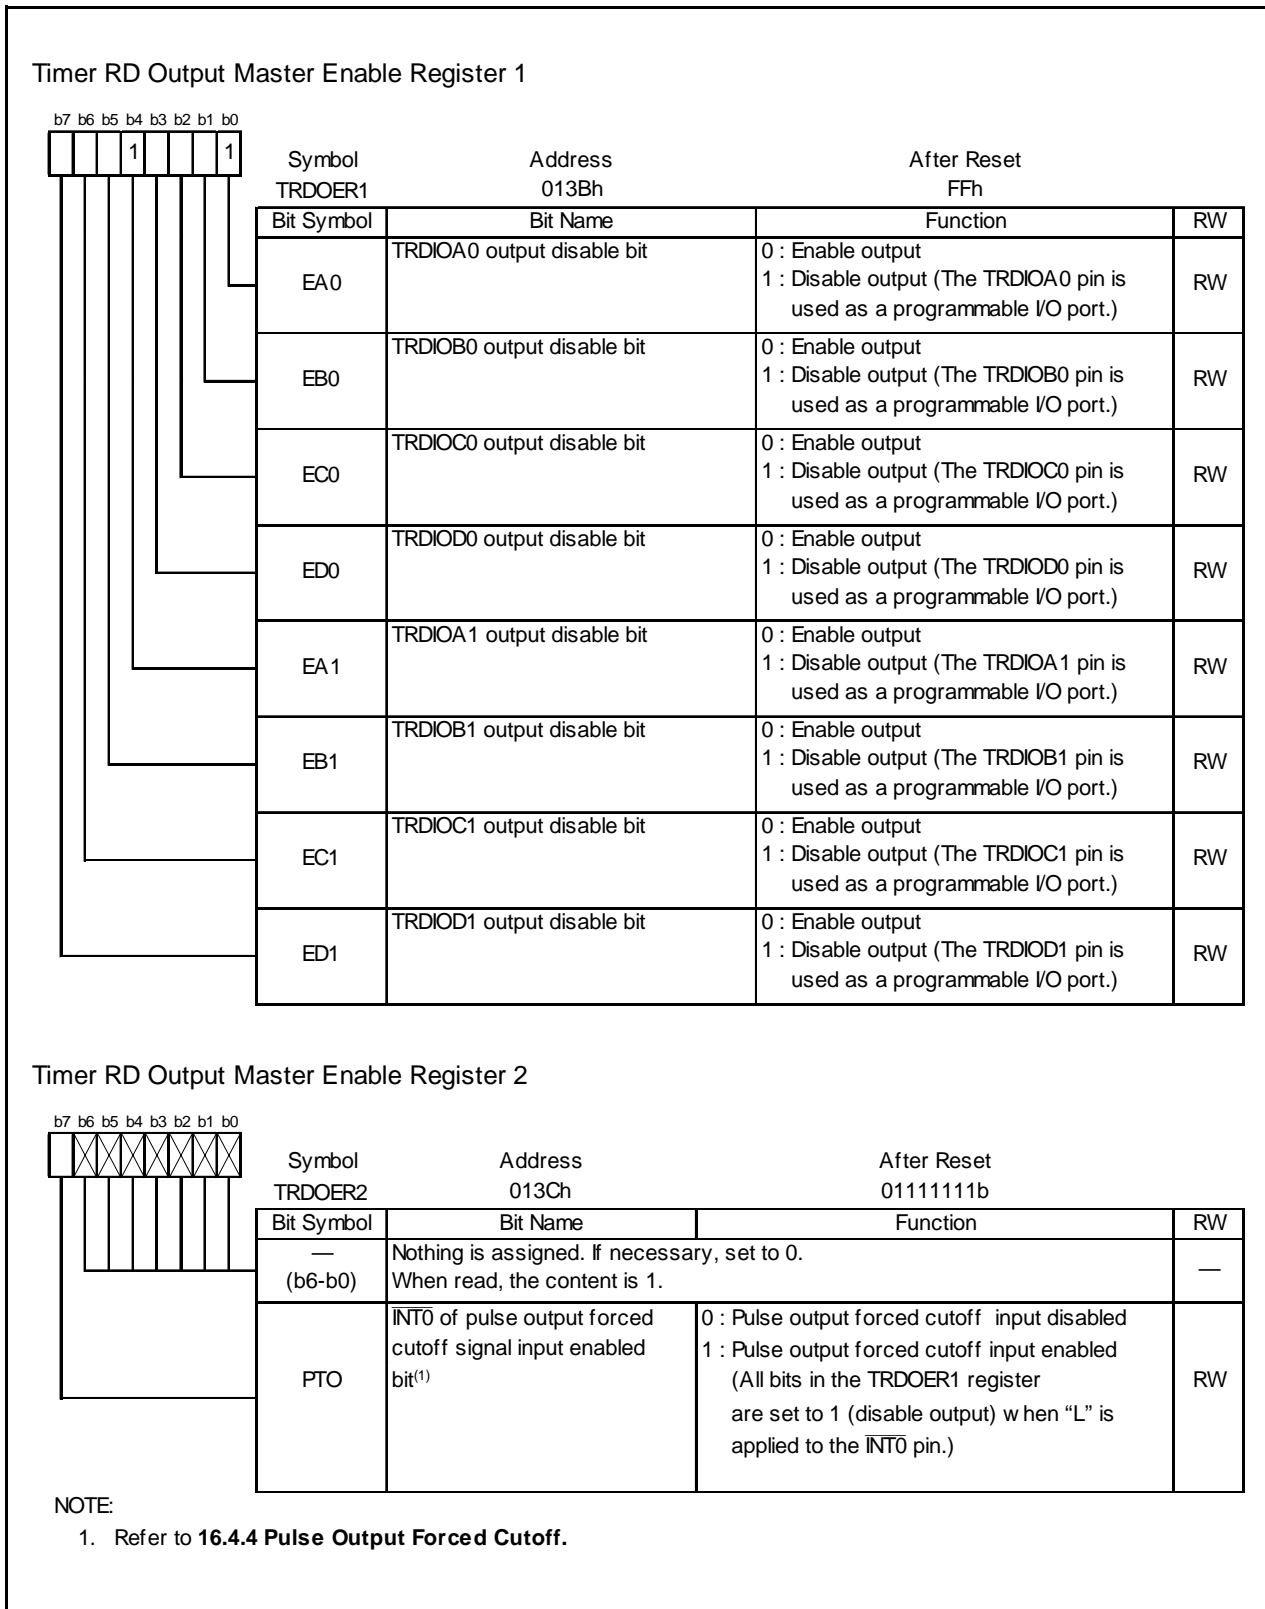 Timer RD Output Master Enable Register 1
b7 b6 b5 b4 b3 b2 b1 b0
1 1
Symbol Address After Reset
TRDOER1 013Bh FFh
Bit Symbol Bit Name Function RW
EA0 TRDIOA0 output disable bit 0 : Enable output
1 : Disable output (The TRDIOA0 pin is
used as a programmable I/O port.) RW
EB0 TRDIOB0 output disable bit 0 : Enable output
1 : Disable output (The TRDIOB0 pin is
used as a programmable I/O port.) RW
EC0 TRDIOC0 output disable bit 0 : Enable output
1 : Disable output (The TRDIOC0 pin is
used as a programmable I/O port.) RW
ED0 TRDIOD0 output disable bit 0 : Enable output
1 : Disable output (The TRDIOD0 pin is
used as a programmable I/O port.) RW
EA1 TRDIOA1 output disable bit 0 : Enable output
1 : Disable output (The TRDIOA1 pin is
used as a programmable I/O port.) RW
EB1 TRDIOB1 output disable bit 0 : Enable output
1 : Disable output (The TRDIOB1 pin is
used as a programmable I/O port.) RW
EC1 TRDIOC1 output disable bit 0 : Enable output
1 : Disable output (The TRDIOC1 pin is
used as a programmable I/O port.) RW
ED1 TRDIOD1 output disable bit 0 : Enable output
1 : Disable output (The TRDIOD1 pin is
used as a programmable I/O port.) RW
Timer RD Output Master Enable Register 2
b7 b6 b5 b4 b3 b2 b1 b0
Symbol Address After Reset
TRDOER2 013Ch 01111111b
Bit Symbol Bit Name Function RW
— Nothing is assigned. If necessary, set to 0.
(b6-b0) When read, the content is 1. —
INT0 of pulse output forced 0 : Pulse output forced cutoff input disabled
cutoff signal input enabled 1 : Pulse output forced cutoff input enabled
PTO bit(1) (All bits in the TRDOER1 register RW
are set to 1 (disable output) when “L” is
applied to the INT0 pin.)
NOTE:
1. Refer to 16.4.4 Pulse Output Forced Cutoff.